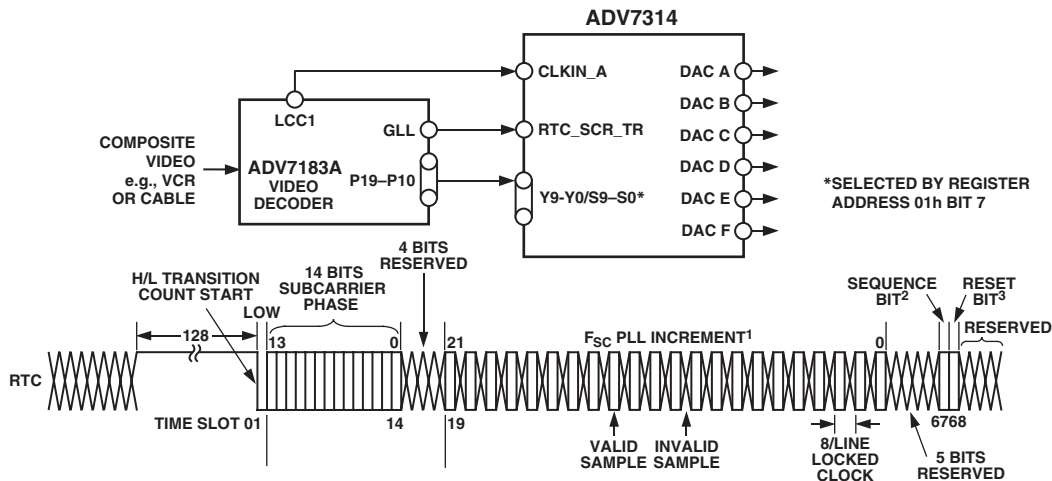 ADV7314
CLKIN_A
DAC A
DAC B
LCC1
GLL
RTC_SCR_TR
DAC C
COMPOSITE
VIDEO
e.g., VCR
OR CABLE
ADV7183A
VIDEO
DECODER
P19–P10
Y9-Y0/S9–S0*
DAC D
DAC E
DAC F
*SELECTED BY REGISTER
ADDRESS 01h BIT 7
H/L TRANSITION
COUNT START
LOW
14 BITS
SUBCARRIER
PHASE
4 BITS
RESERVED
SEQUENCE
BIT2
RESET
BIT3
RESERVED
128
13
0
21
FSC PLL INCREMENT1
0
RTC
TIME SLOT 01
14
19
VALID
SAMPLE
INVALID
SAMPLE
8/LINE
LOCKED
CLOCK
6768
5 BITS
RESERVED